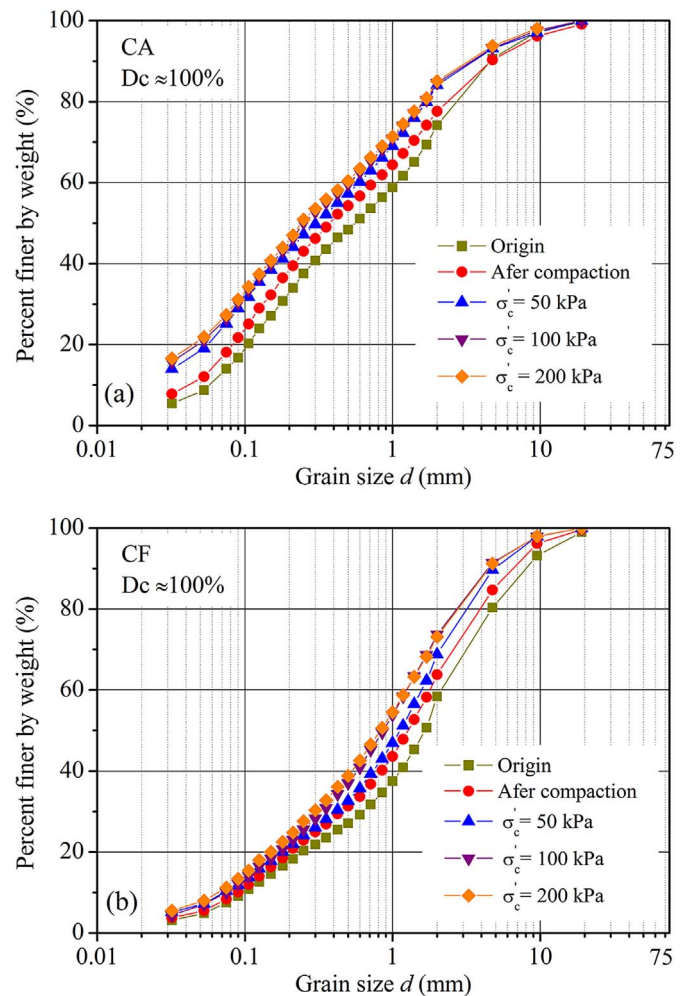 CA
Dc ≈100%
Percent finer by weight (%)
100
80
60
40
20
0
(a)
Origin
Afer compaction
σ'c = 50 kPa
σ'c = 100 kPa
σ'c = 200 kPa
0.01 0.1 1 10 75
Grain size d (mm)
CF
Dc ≈100%
Percent finer by weight (%)
100
80
60
40
20
0
(b)
Origin
Afer compaction
σ'c = 50 kPa
σ'c = 100 kPa
σ'c = 200 kPa
0.01 0.1 1 10 75
Grain size d (mm)